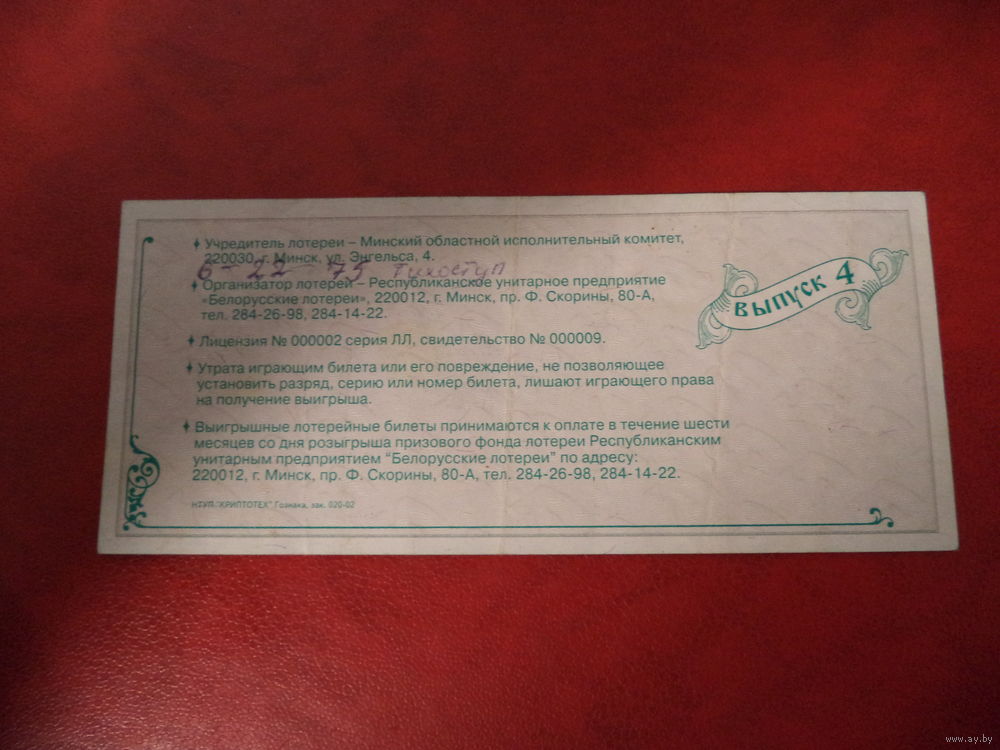 ♦ Учредитель лотереи – Минский областной исполнительный комитет,
220030, г. Минск, ул. Энгельса, 4.
6 - 22 - 75
♦ Организатор лотереи – Республиканское унитарное предприятие
«Белорусские лотереи», 220012, г. Минск, пр. Ф. Скорины, 80-А,
тел. 284-26-98, 284-14-22.
♦ Лицензия № 000002 серия ЛЛ, свидетельство № 000009.
♦ Утрата играющим билета или его повреждение, не позволяющее
установить разряд, серию или номер билета, лишают играющего права
на получение выигрыша.
♦ Выигрышные лотерейные билеты принимаются к оплате в течение шести
месяцев со дня розыгрыша призового фонда лотереи Республиканским
унитарным предприятием "Белорусские лотереи" по адресу:
220012, г. Минск, пр. Ф. Скорины, 80-А, тел. 284-26-98, 284-14-22.
НТУП "КРИПТОТЕХ" Гознака, зак. 020-02
ВЫПУСК 4
www.ay.by